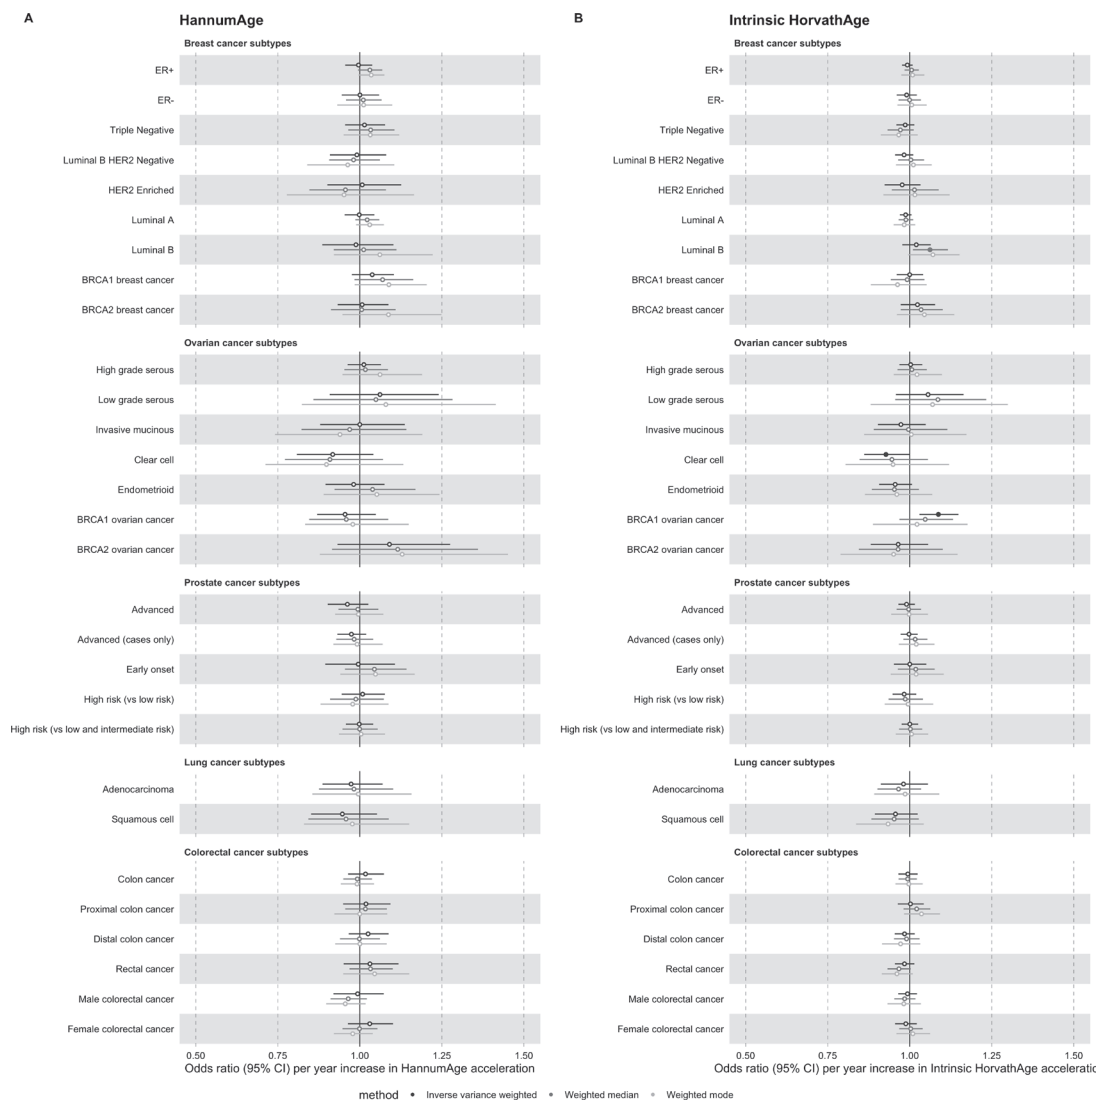 A
HannumAge
Breast cancer subtypes
ER+
ER-
Triple Negative
Luminal B HER2 Negative
HER2 Enriched
Luminal A
Luminal B
BRCA1 breast cancer
BRCA2 breast cancer
Ovarian cancer subtypes
High grade serous
Low grade serous
Invasive mucinous
Clear cell
Endometrioid
BRCA1 ovarian cancer
BRCA2 ovarian cancer
Prostate cancer subtypes
Advanced
Advanced (cases only)
Early onset
High risk (vs low risk)
High risk (vs low and intermediate risk)
Lung cancer subtypes
Adenocarcinoma
Squamous cell
Colorectal cancer subtypes
Colon cancer
Proximal colon cancer
Distal colon cancer
Rectal cancer
Male colorectal cancer
Female colorectal cancer
0.50 0.75 1.00 1.25 1.50
Odds ratio (95% CI) per year increase in HannumAge acceleration
B
Intrinsic HorvathAge
Breast cancer subtypes
ER+
ER-
Triple Negative
Luminal B HER2 Negative
HER2 Enriched
Luminal A
Luminal B
BRCA1 breast cancer
BRCA2 breast cancer
Ovarian cancer subtypes
High grade serous
Low grade serous
Invasive mucinous
Clear cell
Endometrioid
BRCA1 ovarian cancer
BRCA2 ovarian cancer
Prostate cancer subtypes
Advanced
Advanced (cases only)
Early onset
High risk (vs low risk)
High risk (vs low and intermediate risk)
Lung cancer subtypes
Adenocarcinoma
Squamous cell
Colorectal cancer subtypes
Colon cancer
Proximal colon cancer
Distal colon cancer
Rectal cancer
Male colorectal cancer
Female colorectal cancer
0.50 0.75 1.00 1.25 1.50
Odds ratio (95% CI) per year increase in Intrinsic HorvathAge acceleratio
method Inverse variance weighted Weighted median Weighted mode